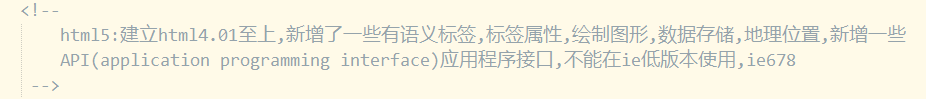 <!--
html5:建立html4.01至上,新增了一些有语义标签,标签属性,绘制图形,数据存储,地理位置,新增一些
API(application programming interface)应用程序接口,不能在ie低版本使用,ie678
-->